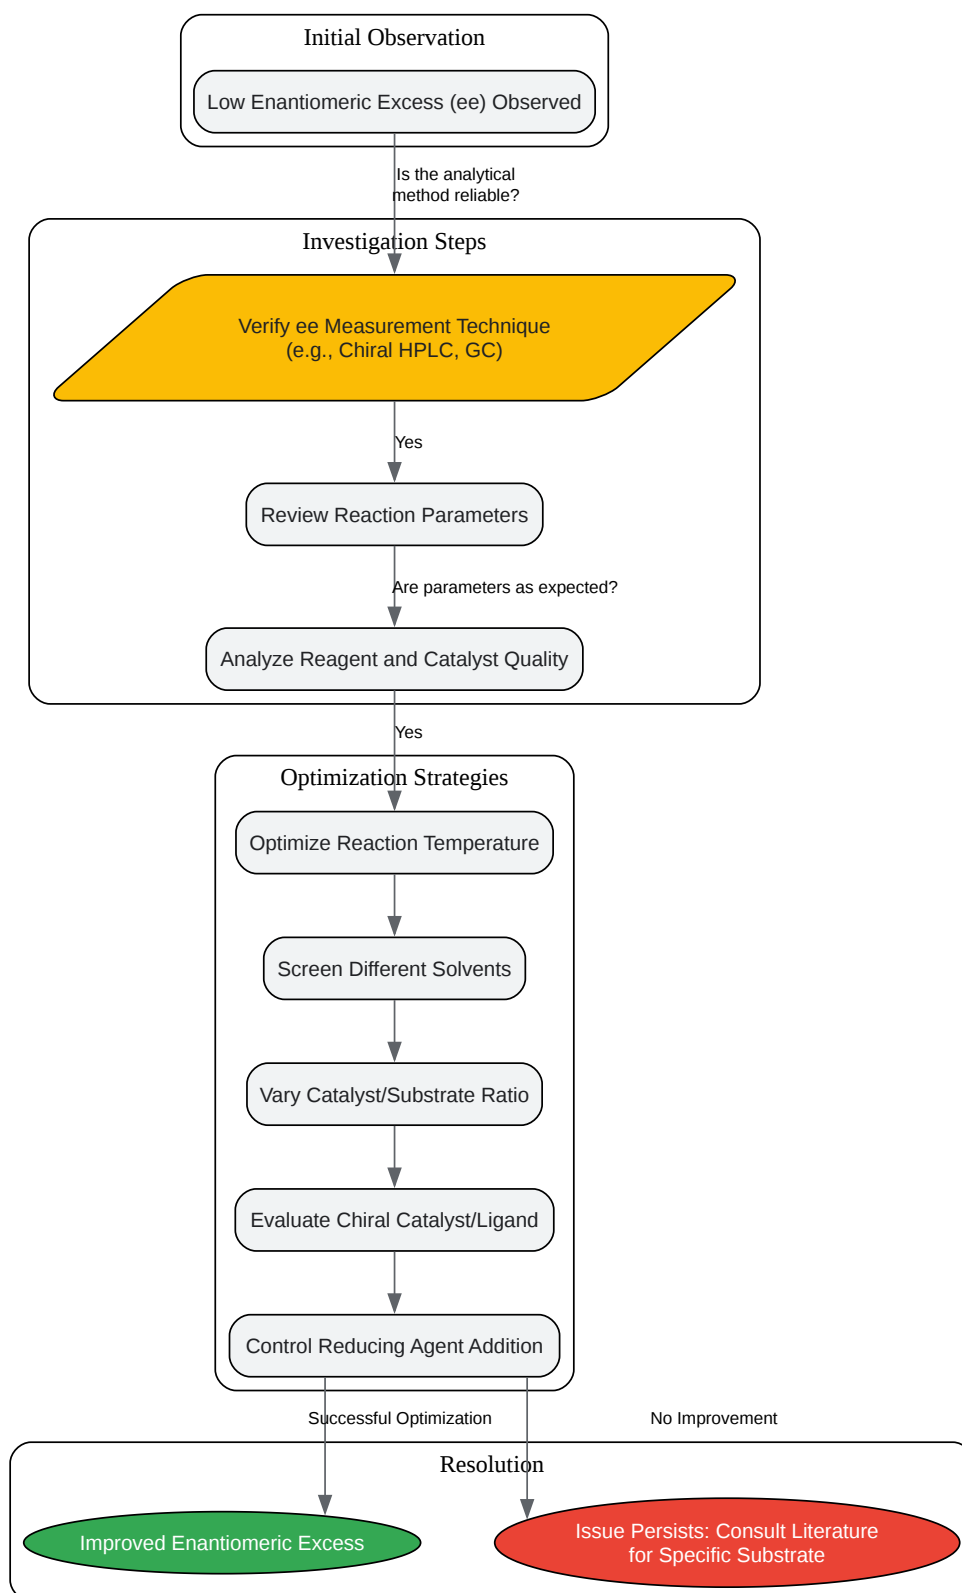 Initial Observation
Low Enantiomeric Excess (ee) Observed
Is the analytical
method reliable?
Investigation Steps
Verify ee Measurement Technique
(e.g., Chiral HPLC, GC)
Yes
Review Reaction Parameters
Are parameters as expected?
Analyze Reagent and Catalyst Quality
Yes
Optimization Strategies
Optimize Reaction Temperature
Screen Different Solvents
Vary Catalyst/Substrate Ratio
Evaluate Chiral Catalyst/Ligand
Control Reducing Agent Addition
Successful Optimization
No Improvement
Resolution
Improved Enantiomeric Excess
Issue Persists: Consult Literature
for Specific Substrate